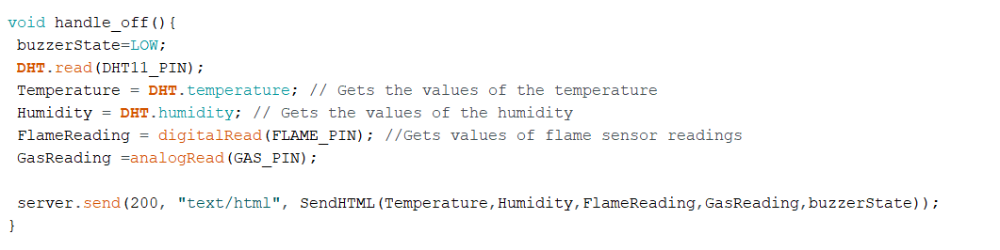 void handle_off(){
buzzerState=LOW;
DHT.read(DHT11_PIN);
Temperature = DHT.temperature; // Gets the values of the temperature
Humidity = DHT.humidity; // Gets the values of the humidity
FlameReading = digitalRead(FLAME_PIN); //Gets values of flame sensor readings
GasReading =analogRead(GAS_PIN);
server.send(200, "text/html", SendHTML(Temperature,Humidity,FlameReading,GasReading,buzzerState));
}